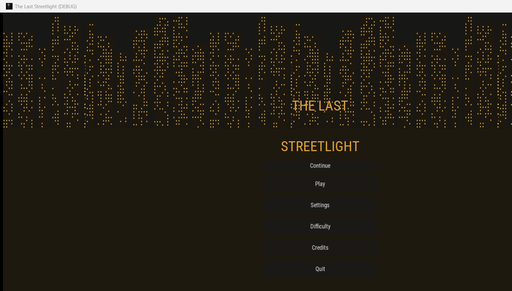 The Last Streetlight (DEBUG)
THE LAST
STREETLIGHT
Continue
Play
Settings
Difficulty
Credits
Quit